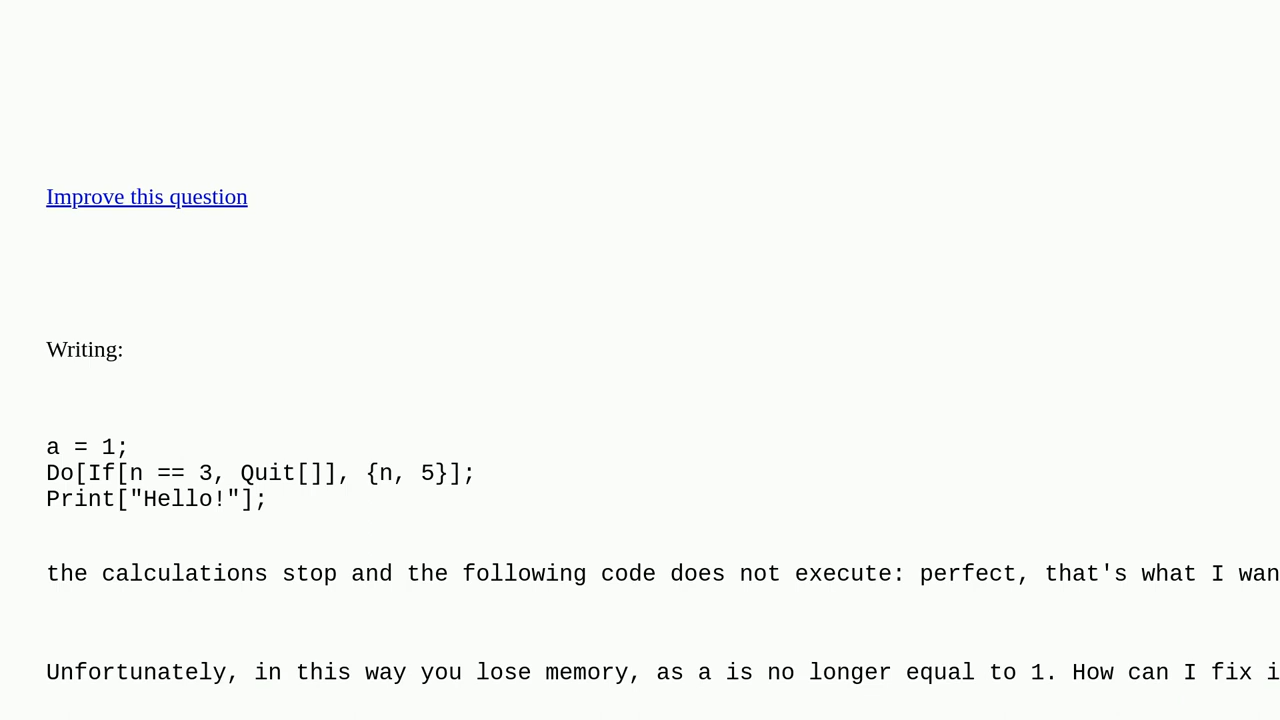 Improve this question
Writing:
a = 1;
Do[If[n == 3, Quit[]], {n, 5}];
Print["Hello!"];
the calculations stop and the following code does not execute: perfect, that's what I
Unfortunately, in this way you lose memory, as a is no longer equal to 1. How can I fix